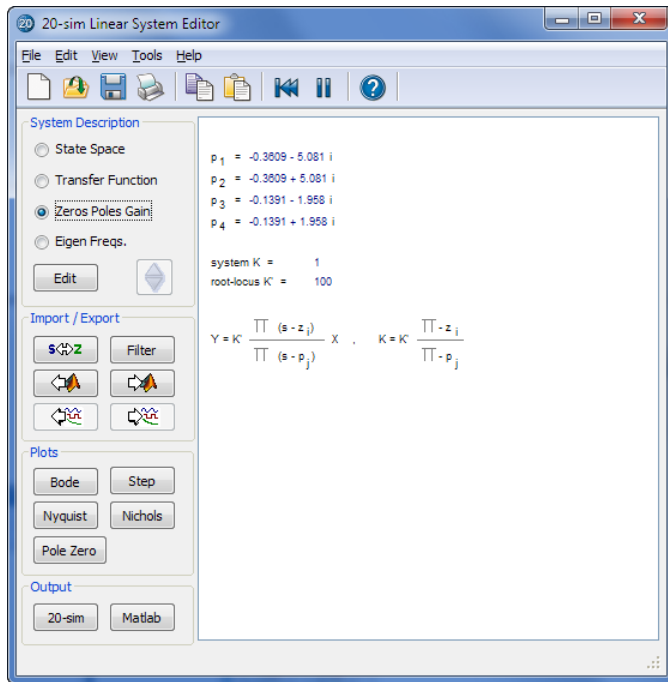 20 20-sim Linear System Editor
File Edit View Tools Help
System Description
State Space
Transfer Function
Zeros Poles Gain
Eigen Freqs.
Edit
Import / Export
S Z Filter
Plots
Bode Step
Nyquist Nichols
Pole Zero
Output
20-sim Matlab
p1 = -0.3609 - 5.081 i
p2 = -0.3609 + 5.081 i
p3 = -0.1391 - 1.958 i
p4 = -0.1391 + 1.958 i
system K = 1
root-locus K' = 100
Y = K' ∏ (s - zi) / ∏ (s - pj) X , K = K' ∏ - zi / ∏ - pj